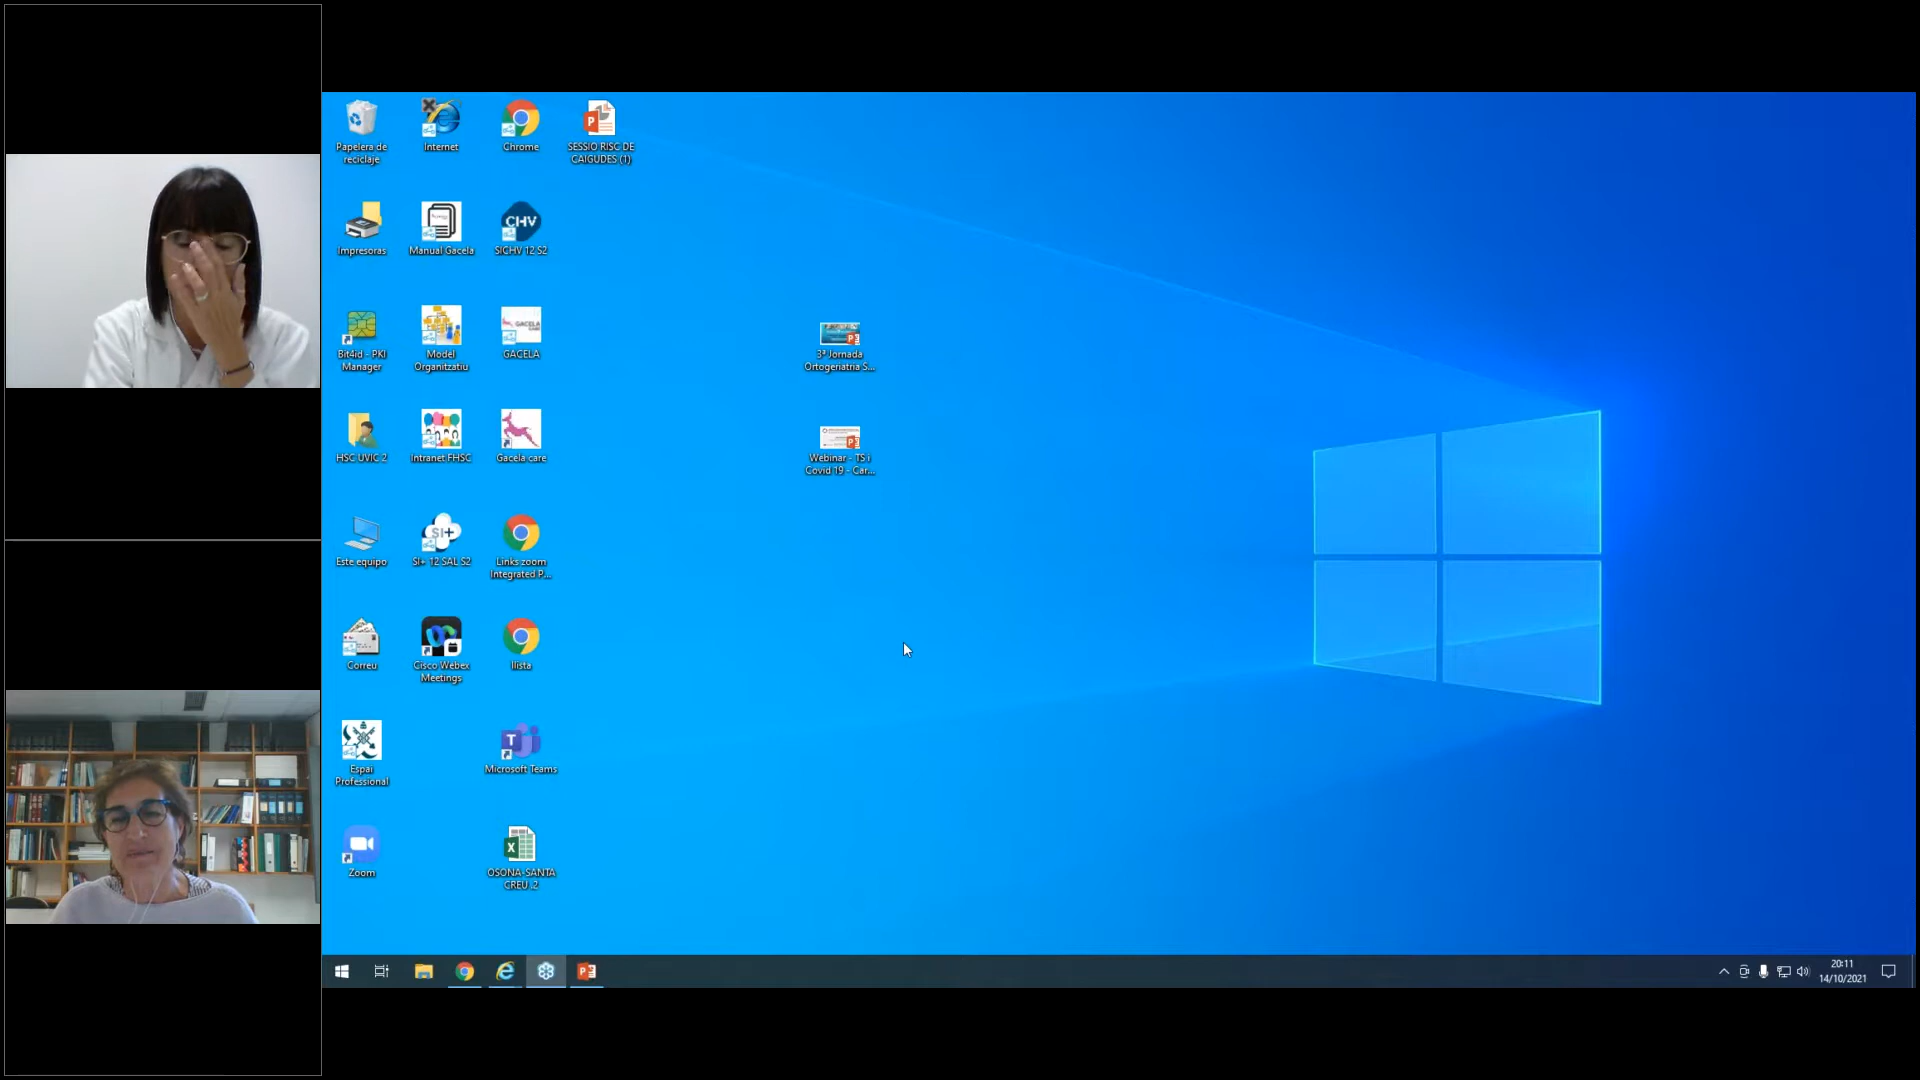 Papelera de
reciclaje
Internet
Chrome
SESSIO RISC DE
CAIGUDES (1)
Impresoras
Manual Gacela
CHV
SICHV 12 S2
Bit4id - PKI
Manager
Model
Organitzatiu
GACELA
GACELA
3ª Jornada
Ortogeriatria S...
HSC UVIC 2
Intranet FHSC
Gacela care
Webinar - TS i
Covid 19 - Car...
Este equipo
SI+
SI+ 12 SAL S2
Links zoom
Integrated P...
Correu
Cisco Webex
Meetings
llista
Espai
Professional
Microsoft Teams
Zoom
OSONA-SANTA
CREU .2
20:11
14/10/2021